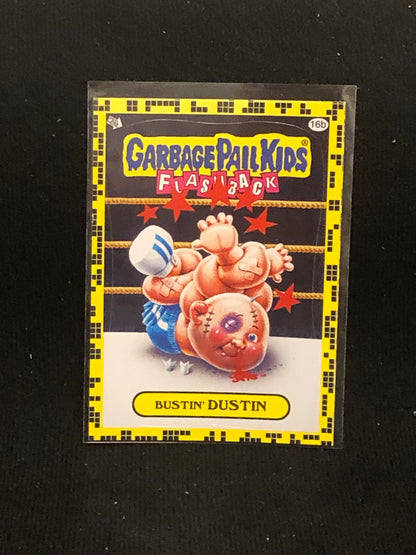 16b
GARBAGE PAIL KIDS®
FLASHBACK
BUSTIN' DUSTIN